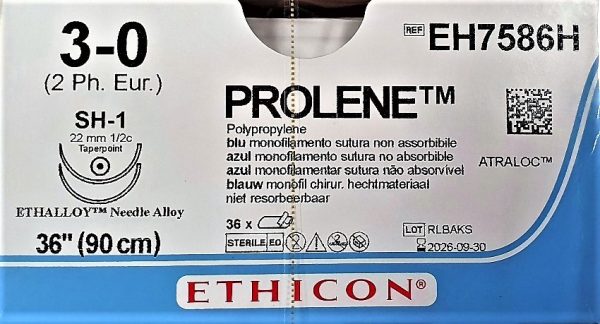 3-0
(2 Ph. Eur.)
SH-1
22 mm 1/2c
Taperpoint
ETHALLOY™ Needle Alloy
36" (90 cm)
REF EH7586H
PROLENE™
Polypropylene
blu monofilamento sutura non assorbibile
azul monofilamento sutura no absorbible
azul monofilamentar sutura não absorvível
blauw monofil chirur. hechtmateriaal
niet resorbeerbaar
ATRALOC™
36 x
STERILE EO
LOT RLBAKS
2026-09-30
ETHICON®